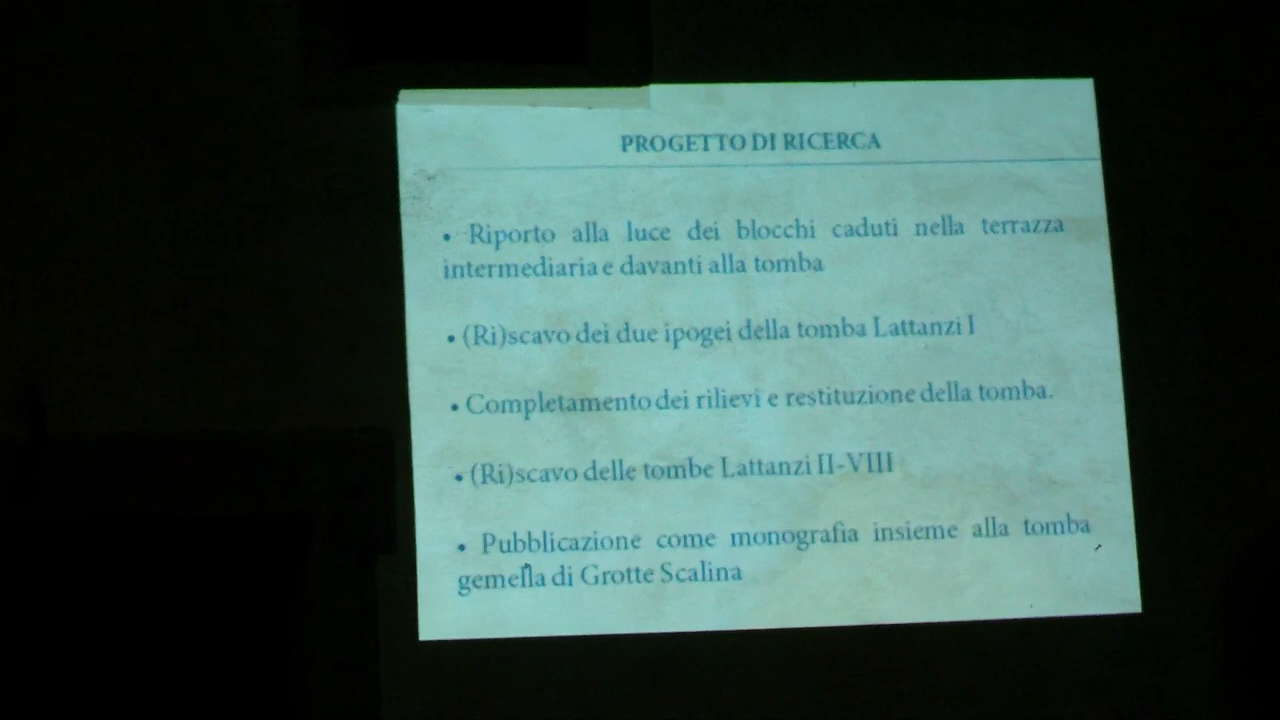 PROGETTO DI RICERCA
• Riporto alla luce dei blocchi caduti nella terrazza
intermediaria e davanti alla tomba
• (Ri)scavo dei due ipogei della tomba Lattanzi I
• Completamento dei rilievi e restituzione della tomba.
• (Ri)scavo delle tombe Lattanzi II-VIII
• Pubblicazione come monografia insieme alla tomba
gemella di Grotte Scalina